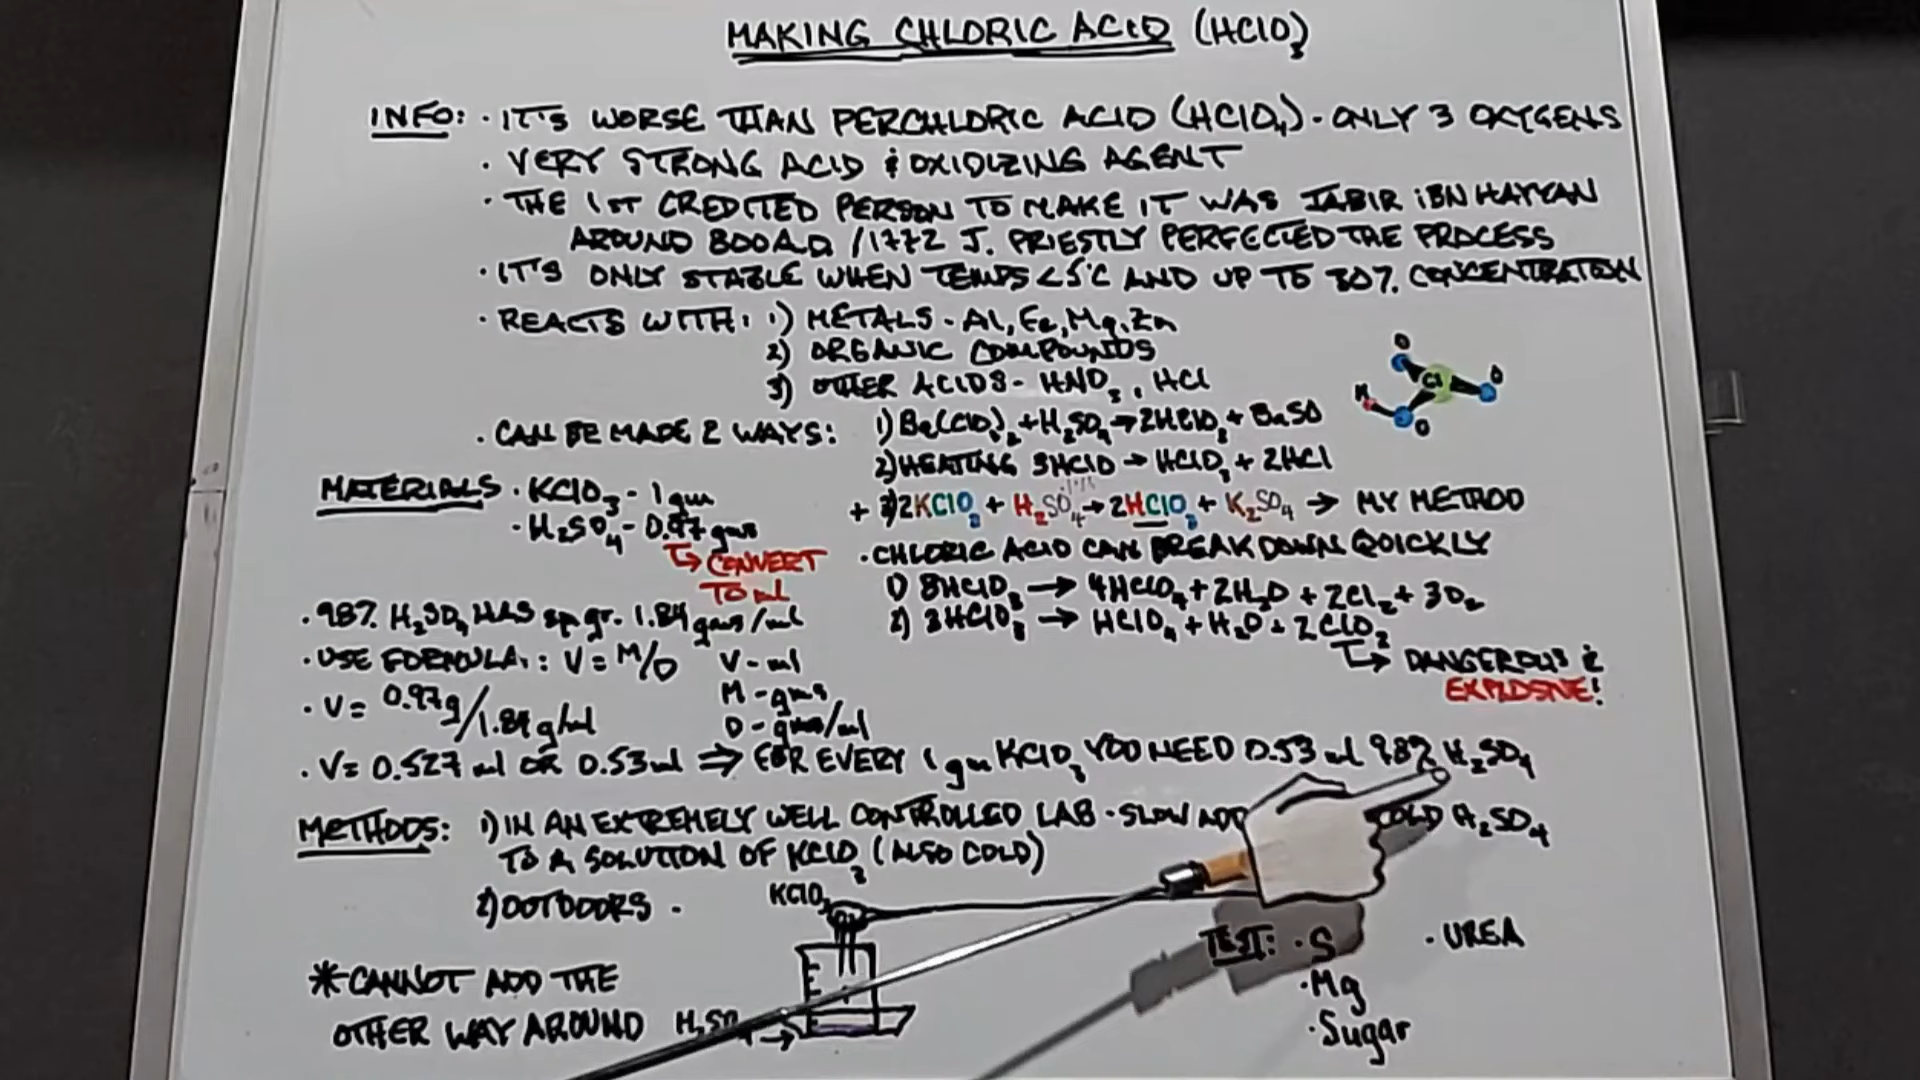 MAKING CHLORIC ACID (HClO3)
INFO: · IT'S WORSE THAN PERCHLORIC ACID (HClO4) - ONLY 3 OXYGENS
· VERY STRONG ACID & OXIDIZING AGENT
· THE 1ST CREDITED PERSON TO MAKE IT WAS JABIR IBN HAYYAN
AROUND 800 A.D. / 1772 J. PRIESTLY PERFECTED THE PROCESS
· IT'S ONLY STABLE WHEN TEMPS <5°C AND UP TO 30% CONCENTRATION
· REACTS WITH: 1) METALS - Al, Fe, Mg, Zn
2) ORGANIC COMPOUNDS
3) OTHER ACIDS - HNO3, HCl
O
Cl
O
H
O
· CAN BE MADE 2 WAYS: 1) Ba(ClO3)2 + H2SO4 → 2HClO3 + BaSO
2) HEATING 3HClO → HClO3 + 2HCl
+ 3) 2KClO3 + H2SO4 → 2HClO3 + K2SO4 → MY METHOD
MATERIALS · KClO3 - 1 gm
· H2SO4 - 0.97 gms
↳ CONVERT
TO ml
· CHLORIC ACID CAN BREAK DOWN QUICKLY
1) 8HClO3 → 4HClO4 + 2H2O + 2Cl2 + 3O2
2) 3HClO3 → HClO4 + H2O + 2ClO2
↳ DANGEROUS &
EXPLOSIVE!
· 98% H2SO4 HAS sp gr. 1.84 gms/ml
· USE FORMULA: V = M/D V - ml
M - gms
D - gms/ml
· V = 0.97g/1.84 g/ml
· V = 0.527 ml OR 0.53 ml ⇒ FOR EVERY 1 gm KClO3 YOU NEED 0.53 ml 98% H2SO4
METHODS: 1) IN AN EXTREMELY WELL CONTROLLED LAB - SLOW ADD COLD H2SO4
TO A SOLUTION OF KClO3 (ALSO COLD)
2) OUTDOORS -
KClO3
* CANNOT ADD THE
OTHER WAY AROUND
TEST: · S
· Mg
· Sugar
· UREA